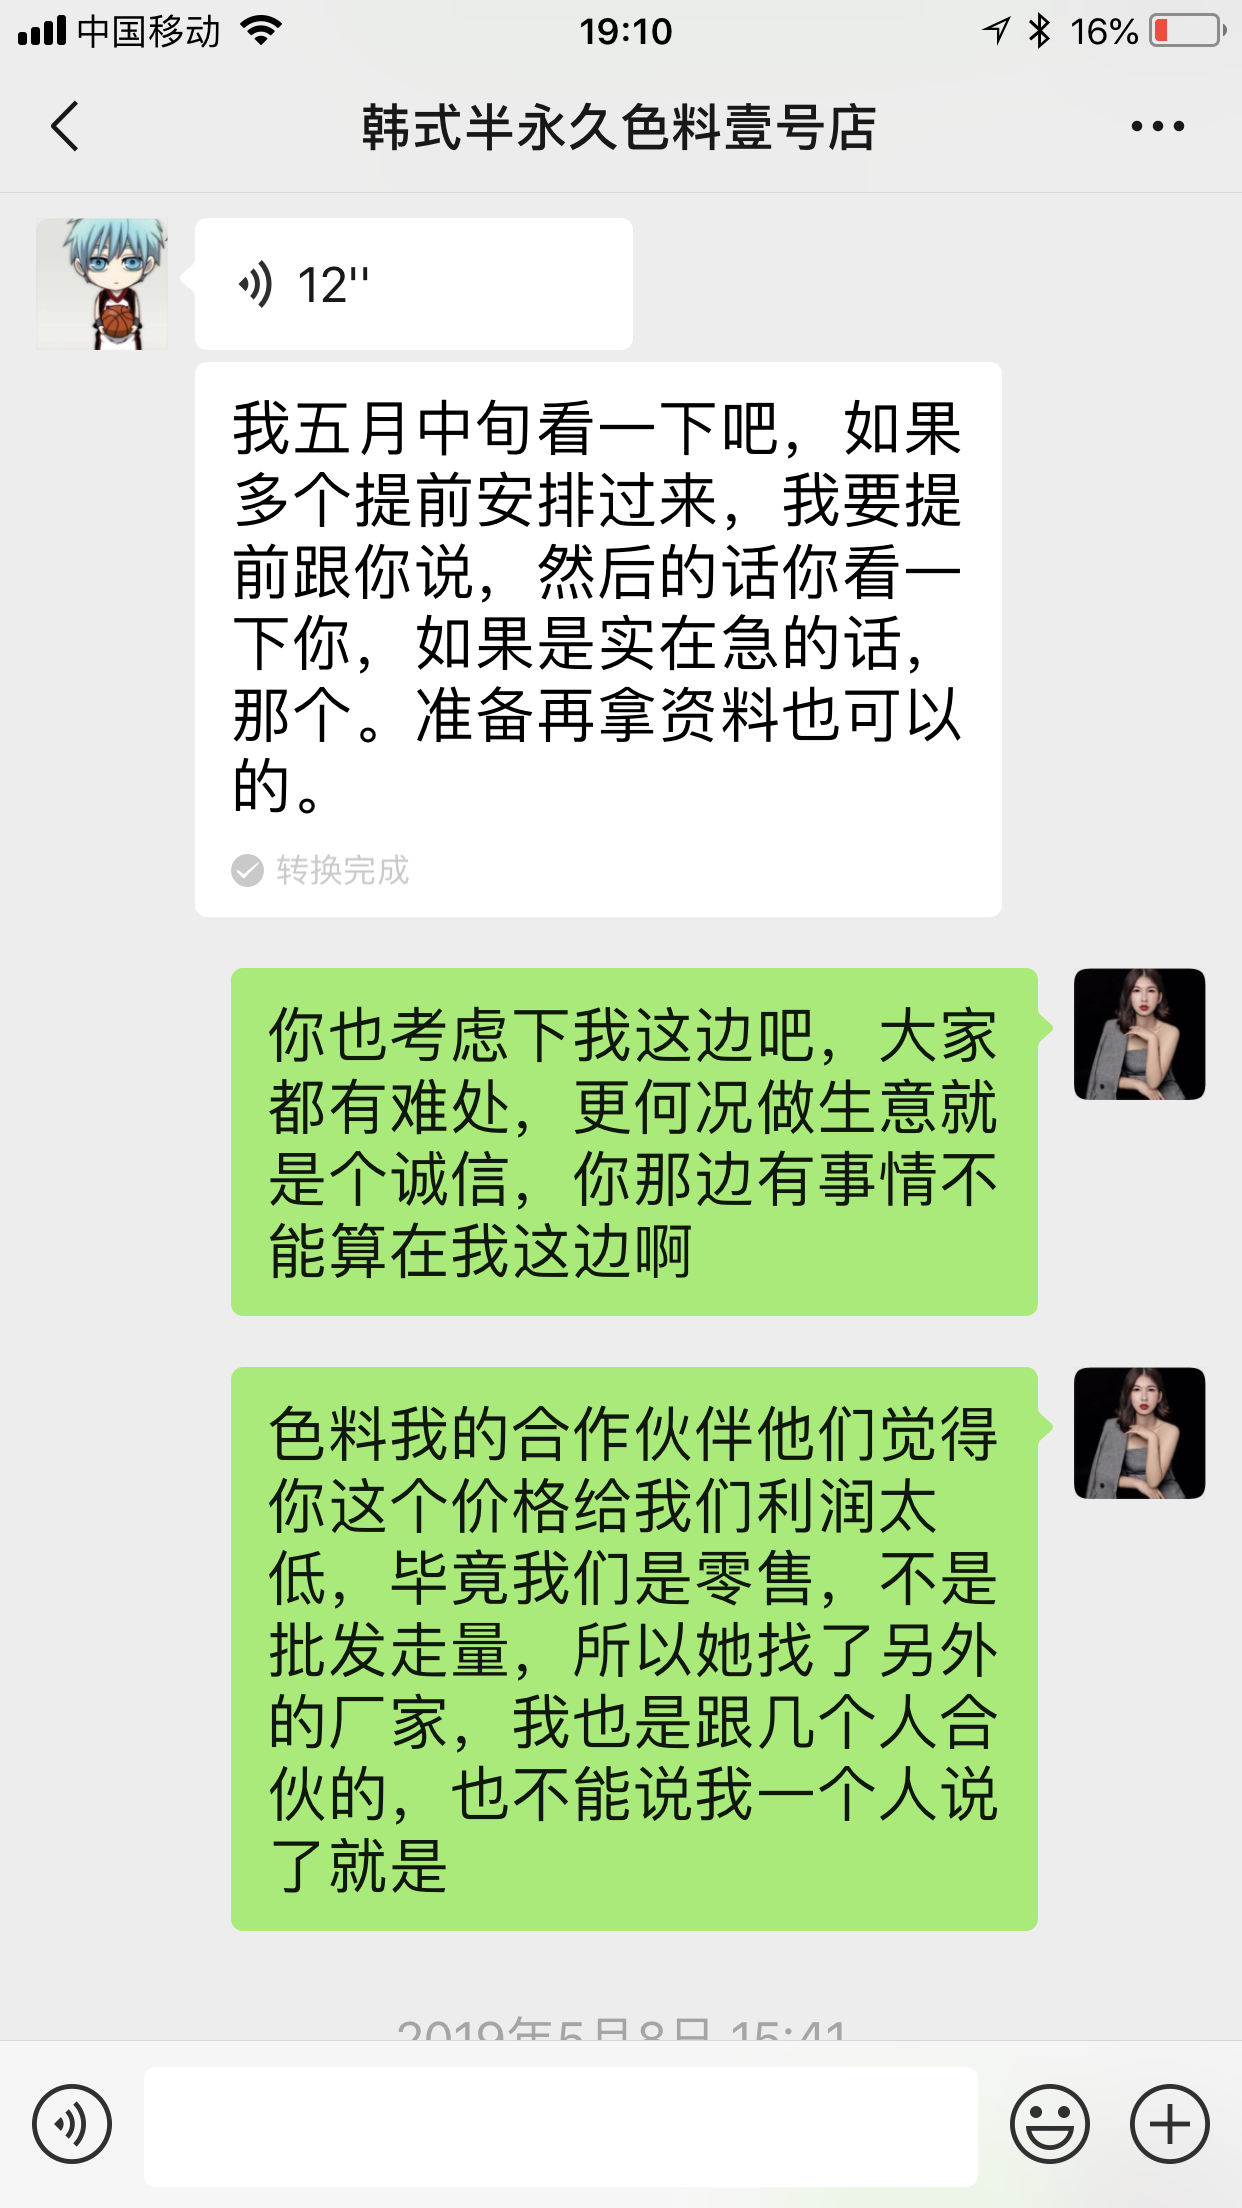 中国移动
19:10
16%
韩式半永久色料壹号店
12''
我五月中旬看一下吧，如果
多个提前安排过来，我要提
前跟你说，然后的话你看一
下你，如果是实在急的话，
那个。准备再拿资料也可以
的。
转换完成
你也考虑下我这边吧，大家
都有难处，更何况做生意就
是个诚信，你那边有事情不
能算在我这边啊
色料我的合作伙伴他们觉得
你这个价格给我们利润太
低，毕竟我们是零售，不是
批发走量，所以她找了另外
的厂家，我也是跟几个人合
伙的，也不能说我一个人说
了就是
2019年5月8日 15:41